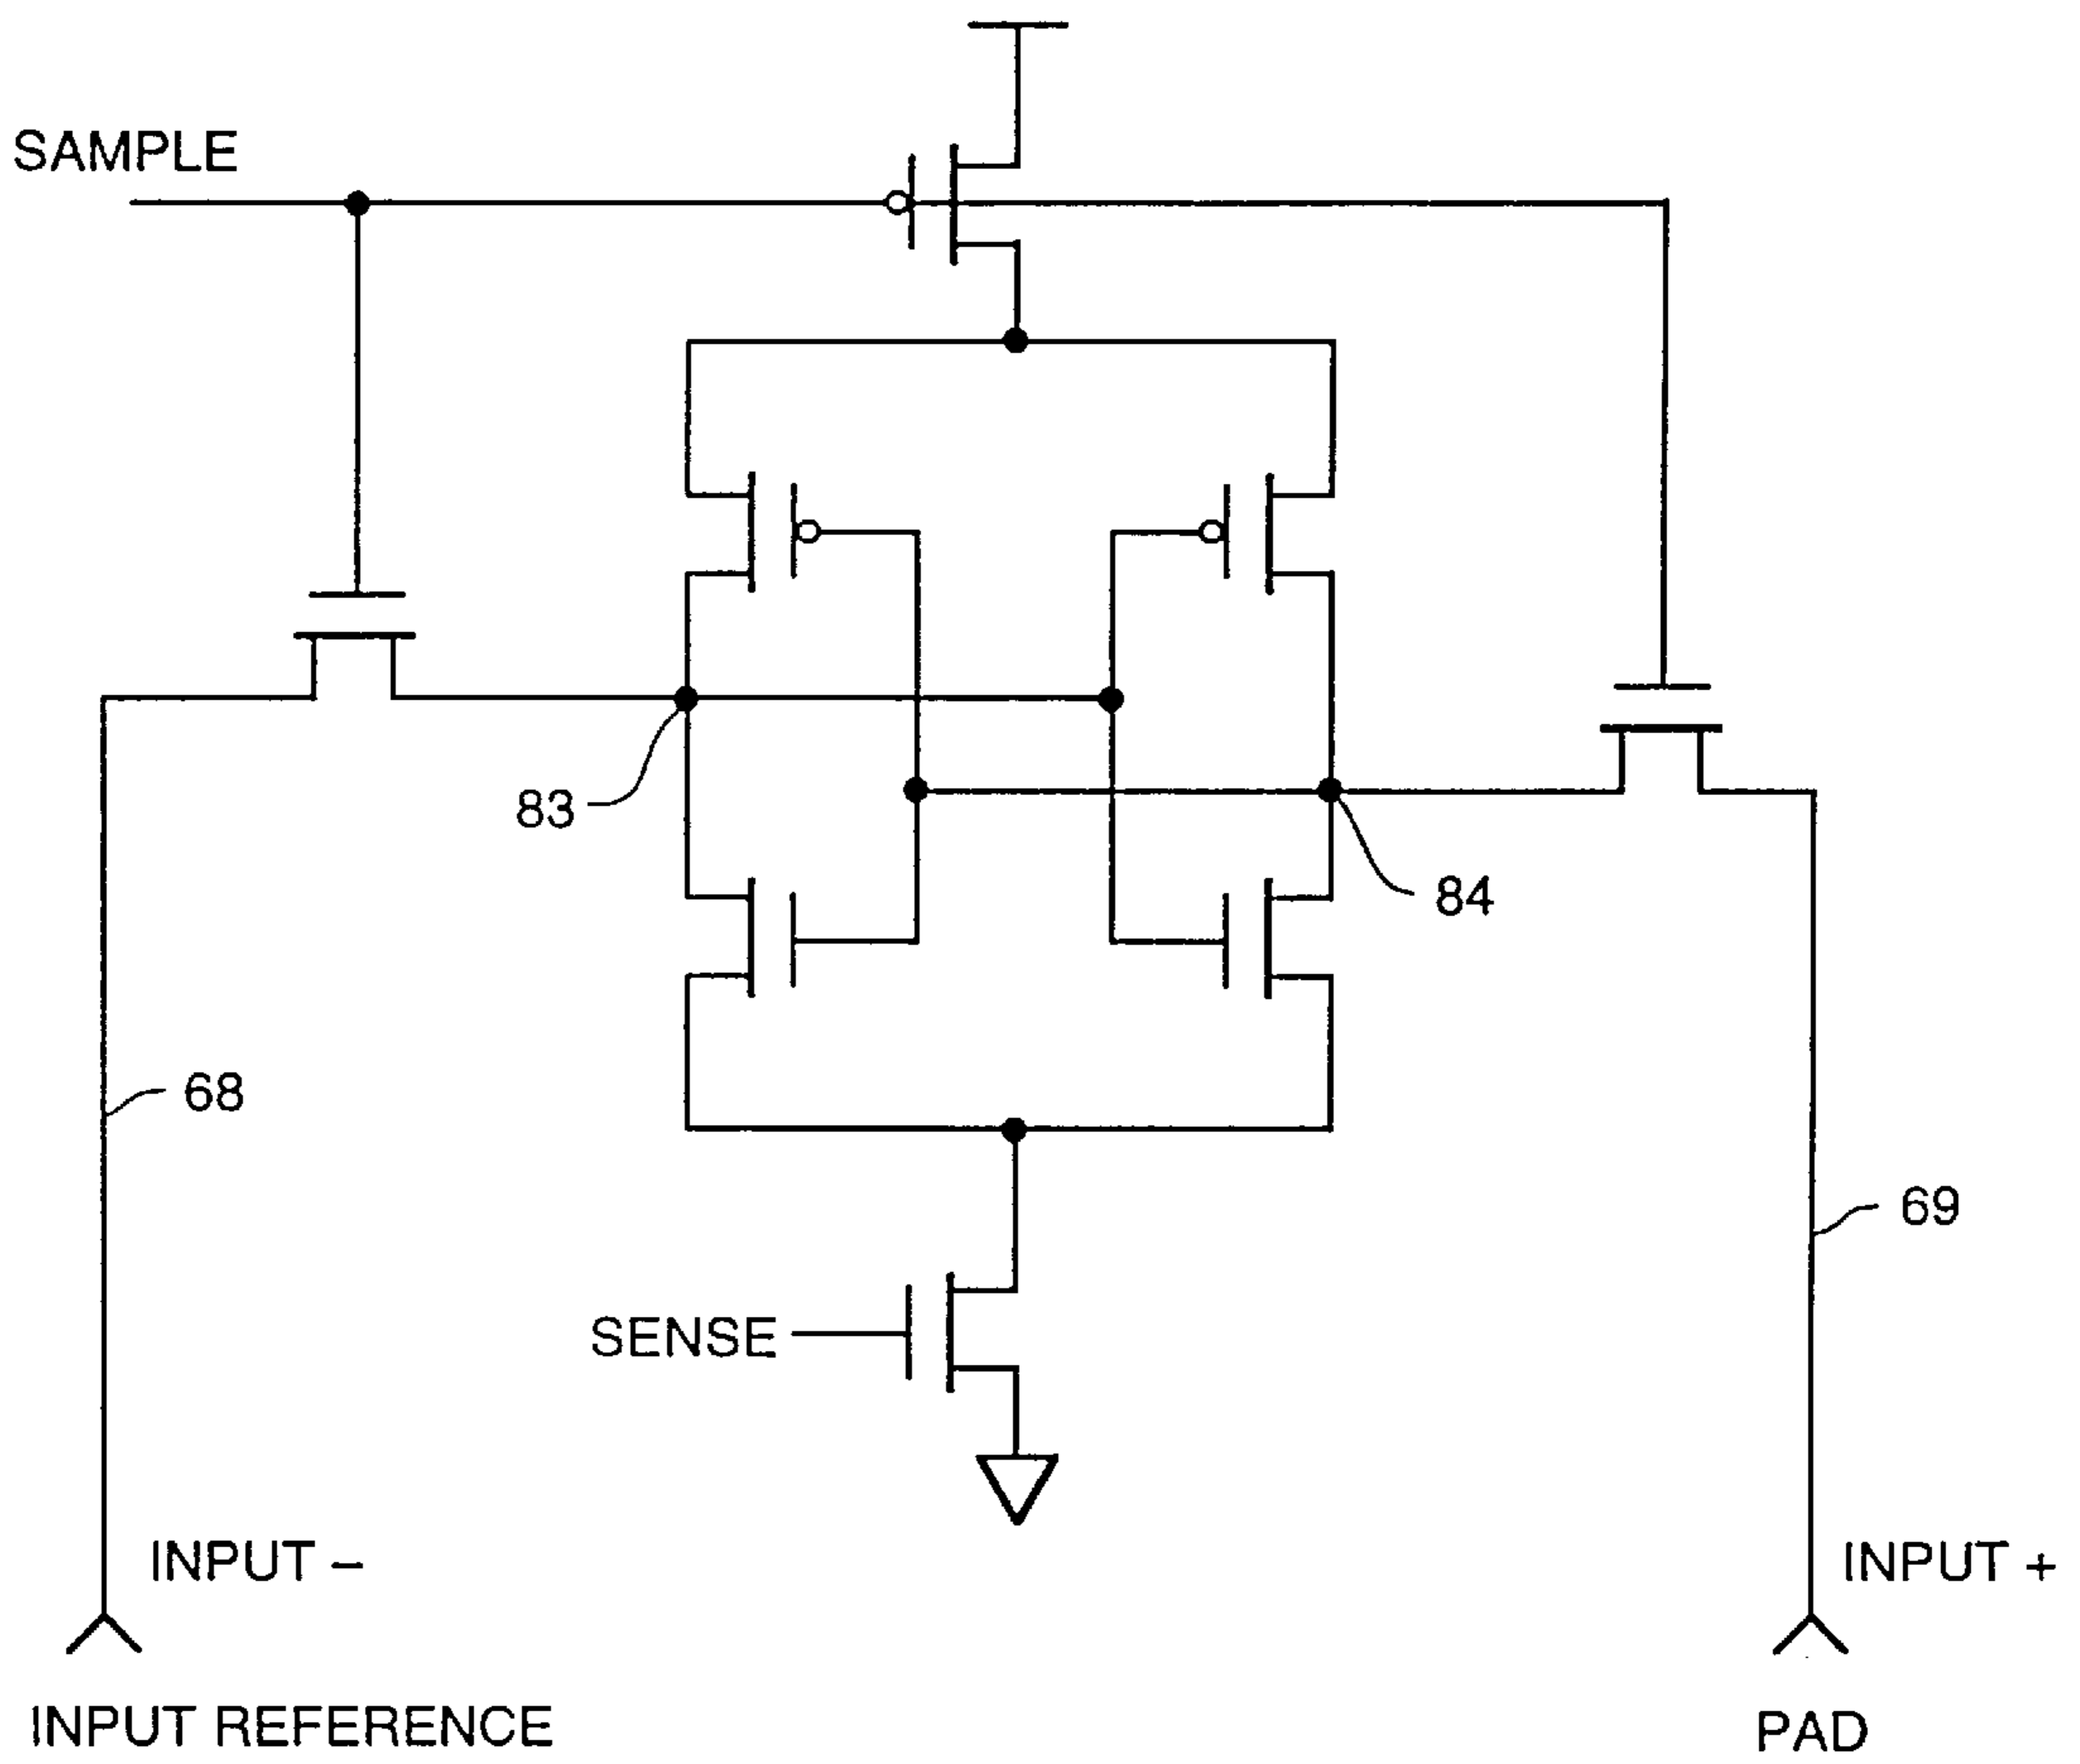 SAMPLE
83
84
68
69
SENSE
INPUT –
INPUT +
INPUT REFERENCE
PAD